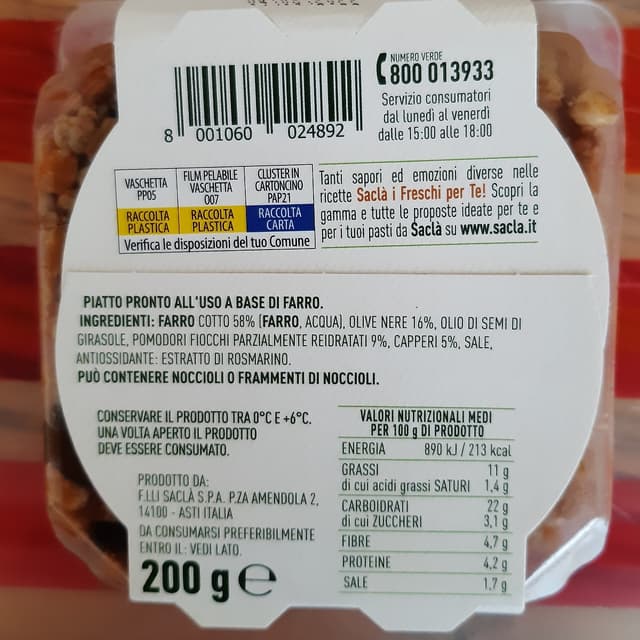 NUMERO VERDE
800 013933
Servizio consumatori
dal lunedì al venerdì
dalle 15:00 alle 18:00
8 001060 024892
VASCHETTA
PP05
FILM PELABILE
VASCHETTA
007
CLUSTER IN
CARTONCINO
PAP21
RACCOLTA
PLASTICA
RACCOLTA
PLASTICA
RACCOLTA
CARTA
Verifica le disposizioni del tuo Comune
Tanti sapori ed emozioni diverse nelle
ricette Saclà i Freschi per Te! Scopri la
gamma e tutte le proposte ideate per te e
per i tuoi pasti da Saclà su www.sacla.it
PIATTO PRONTO ALL'USO A BASE DI FARRO.
INGREDIENTI: FARRO COTTO 58% (FARRO, ACQUA), OLIVE NERE 16%, OLIO DI SEMI DI
GIRASOLE, POMODORI FIOCCHI PARZIALMENTE REIDRATATI 9%, CAPPERI 5%, SALE,
ANTIOSSIDANTE: ESTRATTO DI ROSMARINO.
PUÒ CONTENERE NOCCIOLI O FRAMMENTI DI NOCCIOLI.
CONSERVARE IL PRODOTTO TRA 0°C E +6°C.
UNA VOLTA APERTO IL PRODOTTO
DEVE ESSERE CONSUMATO.
PRODOTTO DA:
F.LLI SACLÀ S.P.A. P.ZA AMENDOLA 2,
14100 - ASTI ITALIA
DA CONSUMARSI PREFERIBILMENTE
ENTRO IL: VEDI LATO.
200 g e
VALORI NUTRIZIONALI MEDI
PER 100 g DI PRODOTTO
ENERGIA 890 kJ / 213 kcal
GRASSI 11 g
di cui acidi grassi SATURI 1,4 g
CARBOIDRATI 22 g
di cui ZUCCHERI 3,1 g
FIBRE 4,7 g
PROTEINE 4,2 g
SALE 1,7 g